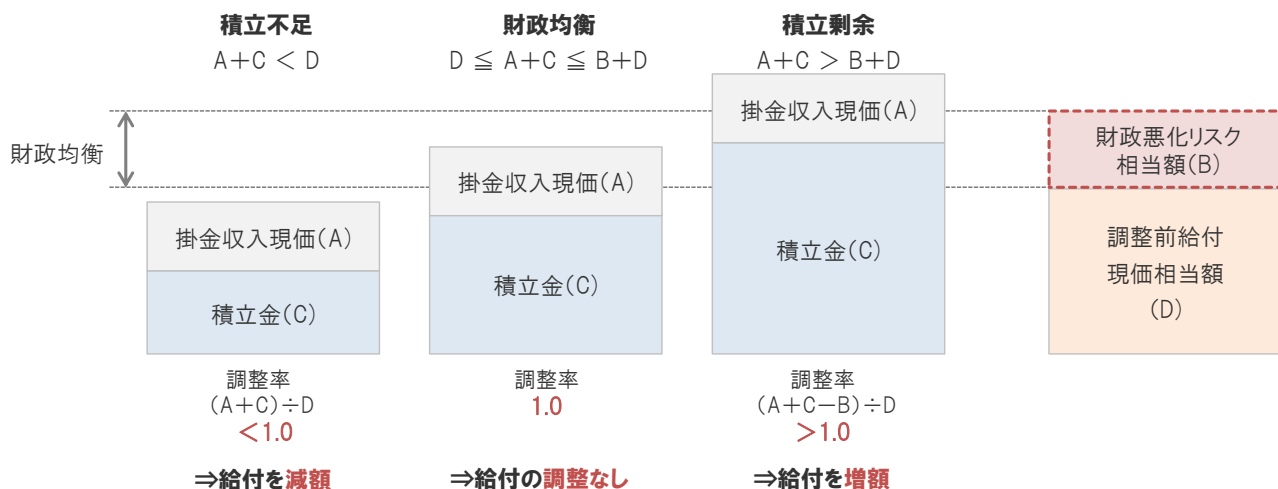 積立不足
A+C < D
財政均衡
D ≦ A+C ≦ B+D
積立剰余
A+C > B+D
財政均衡
掛金収入現価(A)
積立金(C)
掛金収入現価(A)
積立金(C)
掛金収入現価(A)
積立金(C)
財政悪化リスク
相当額(B)
調整前給付
現価相当額
(D)
調整率
(A+C)÷D
<1.0
⇒給付を減額
調整率
1.0
⇒給付の調整なし
調整率
(A+C-B)÷D
>1.0
⇒給付を増額